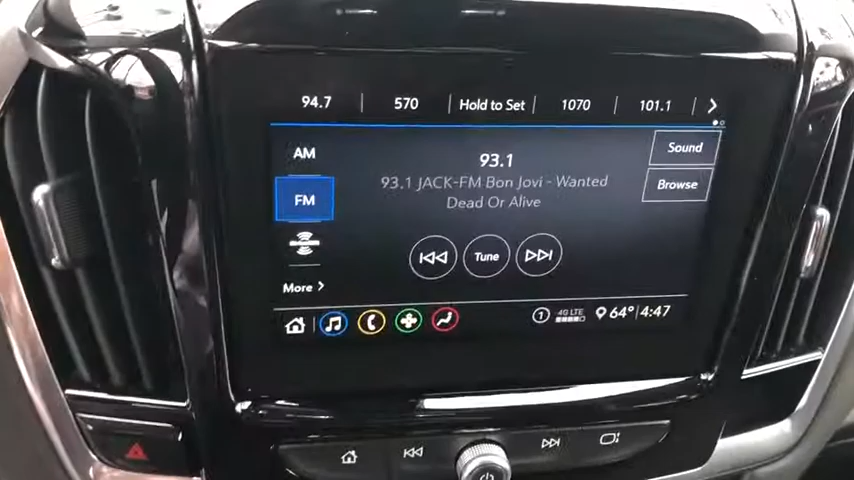 94.7 570 Hold to Set 1070 101.1
AM
93.1
Sound
FM
93.1 JACK-FM Bon Jovi - Wanted
Dead Or Alive
Browse
Tune
More
1 4G LTE 64° 4:47